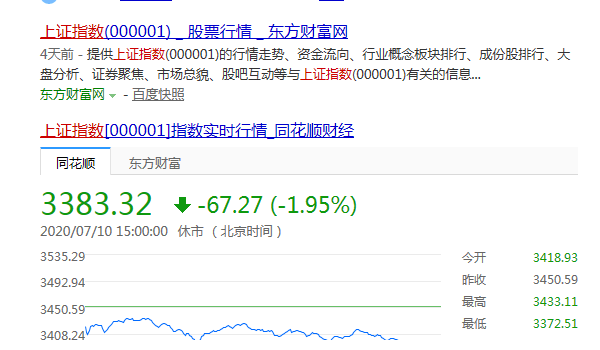 上证指数(000001) _ 股票行情 _ 东方财富网
4天前 - 提供上证指数(000001)的行情走势、资金流向、行业概念板块排行、成份股排行、大
盘分析、证券聚焦、市场总貌、股吧互动等与上证指数(000001)有关的信息...
东方财富网 - 百度快照
上证指数[000001]指数实时行情_同花顺财经
同花顺 东方财富
3383.32 -67.27 (-1.95%)
2020/07/10 15:00:00 休市 （北京时间）
3535.29
3492.94
3450.59
3408.24
今开 3418.93
昨收 3450.59
最高 3433.11
最低 3372.51